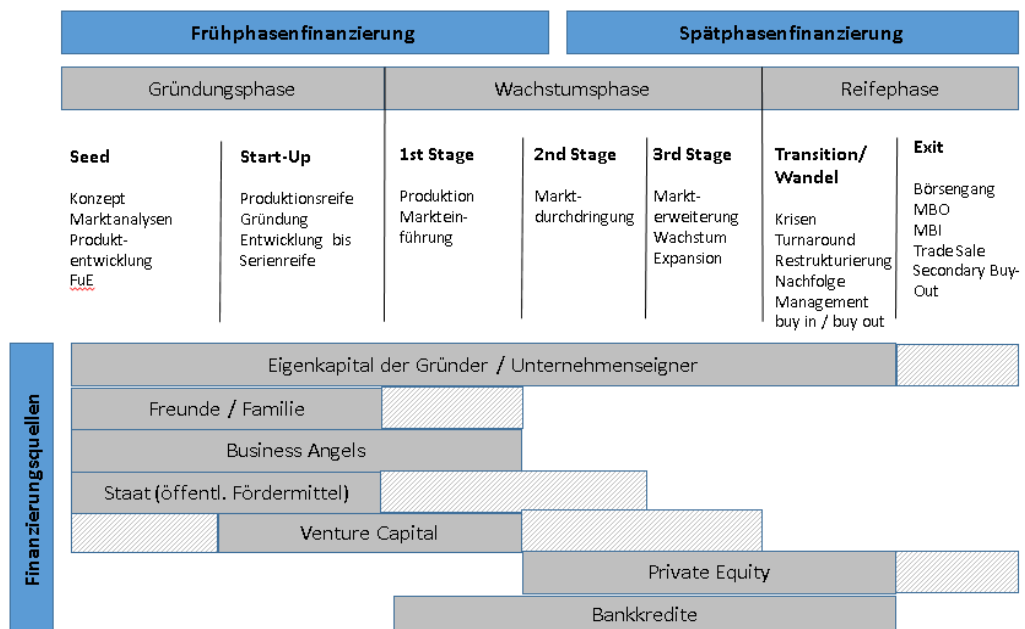 Frühphasenfinanzierung
Spätphasenfinanzierung
Gründungsphase
Wachstumsphase
Reifephase
Seed
Konzept
Marktanalysen
Produkt-
entwicklung
FuE
Start-Up
Produktionsreife
Gründung
Entwicklung bis
Serienreife
1st Stage
Produktion
Marktein-
führung
2nd Stage
Markt-
durchdringung
3rd Stage
Markt-
erweiterung
Wachstum
Expansion
Transition/
Wandel
Krisen
Turnaround
Restrukturierung
Nachfolge
Management
buy in / buy out
Exit
Börsengang
MBO
MBI
Trade Sale
Secondary Buy-
Out
Finanzierungsquellen
Eigenkapital der Gründer / Unternehmenseigner
Freunde / Familie
Business Angels
Staat (öffentl. Fördermittel)
Venture Capital
Private Equity
Bankkredite